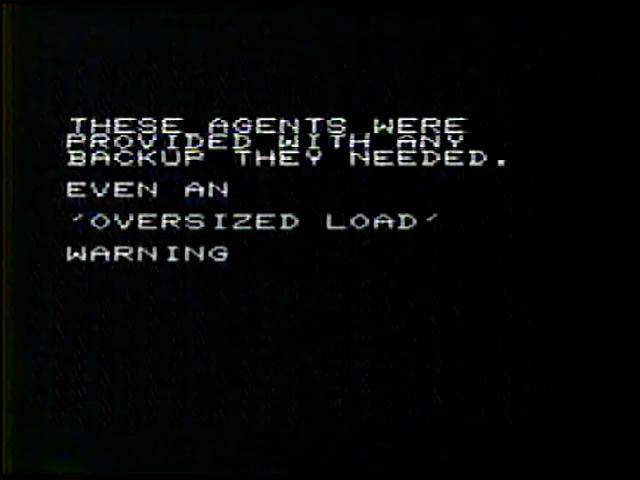 THESE AGENTS WERE
PROVIDED WITH ANY
BACKUP THEY NEEDED.
EVEN AN
'OVERSIZED LOAD'
WARNING